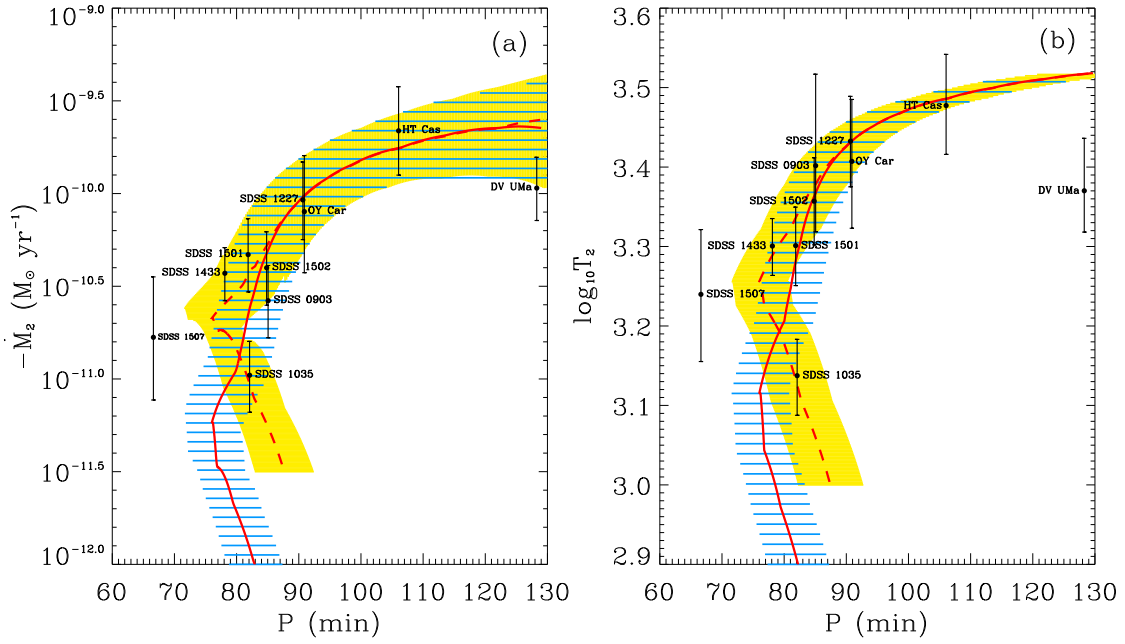 (a)
10^-9.0
10^-9.5
10^-10.0
10^-10.5
10^-11.0
10^-11.5
10^-12.0
−Ṁ₂ (M⊙ yr⁻¹)
HT Cas
DV UMa
SDSS 1227
OY Car
SDSS 1501
SDSS 1502
SDSS 1433
SDSS 0903
SDSS 1507
SDSS 1035
60 70 80 90 100 110 120 130
P (min)
(b)
3.6
3.5
3.4
3.3
3.2
3.1
3.0
2.9
log₁₀T₂
HT Cas
SDSS 1227
OY Car
SDSS 0903
DV UMa
SDSS 1502
SDSS 1433
SDSS 1501
SDSS 1507
SDSS 1035
60 70 80 90 100 110 120 130
P (min)